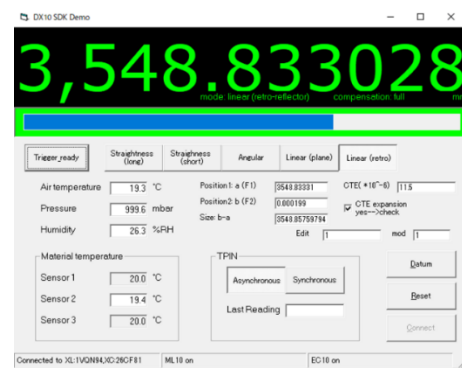 DX10 SDK Demo
3,548.833028
mode: linear (retro-reflector) compensation: full
Trigger_ready
Straightness (long)
Straighness (short)
Angular
Linear (plane)
Linear (retro)
Air temperature 19.3 °C
Pressure 999.6 mbar
Humidity 26.3 %RH
Position1: a (F1) 3548.83331
Position2: b (F2) 0.000199
Size: b-a 3548.85759794
CTE( *10^-6) 11.5
CTE expansion
yes-->check
Edit 1 mod 1
Material temperature
Sensor 1 20.0 °C
Sensor 2 19.4 °C
Sensor 3 20.0 °C
TPIN
Asynchronous Synchronous
Last Reading
Datum
Reset
Connect
Connected to XL:1VQN94,XC:26CF81 ML10 on EC10 on